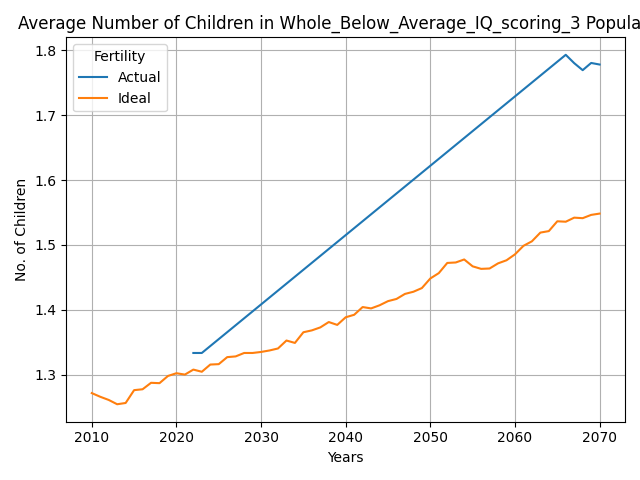 Average Number of Children in Whole_Below_Average_IQ_scoring_3 Popula
Fertility
Actual
Ideal
No. of Children
1.8
1.7
1.6
1.5
1.4
1.3
2010 2020 2030 2040 2050 2060 2070
Years